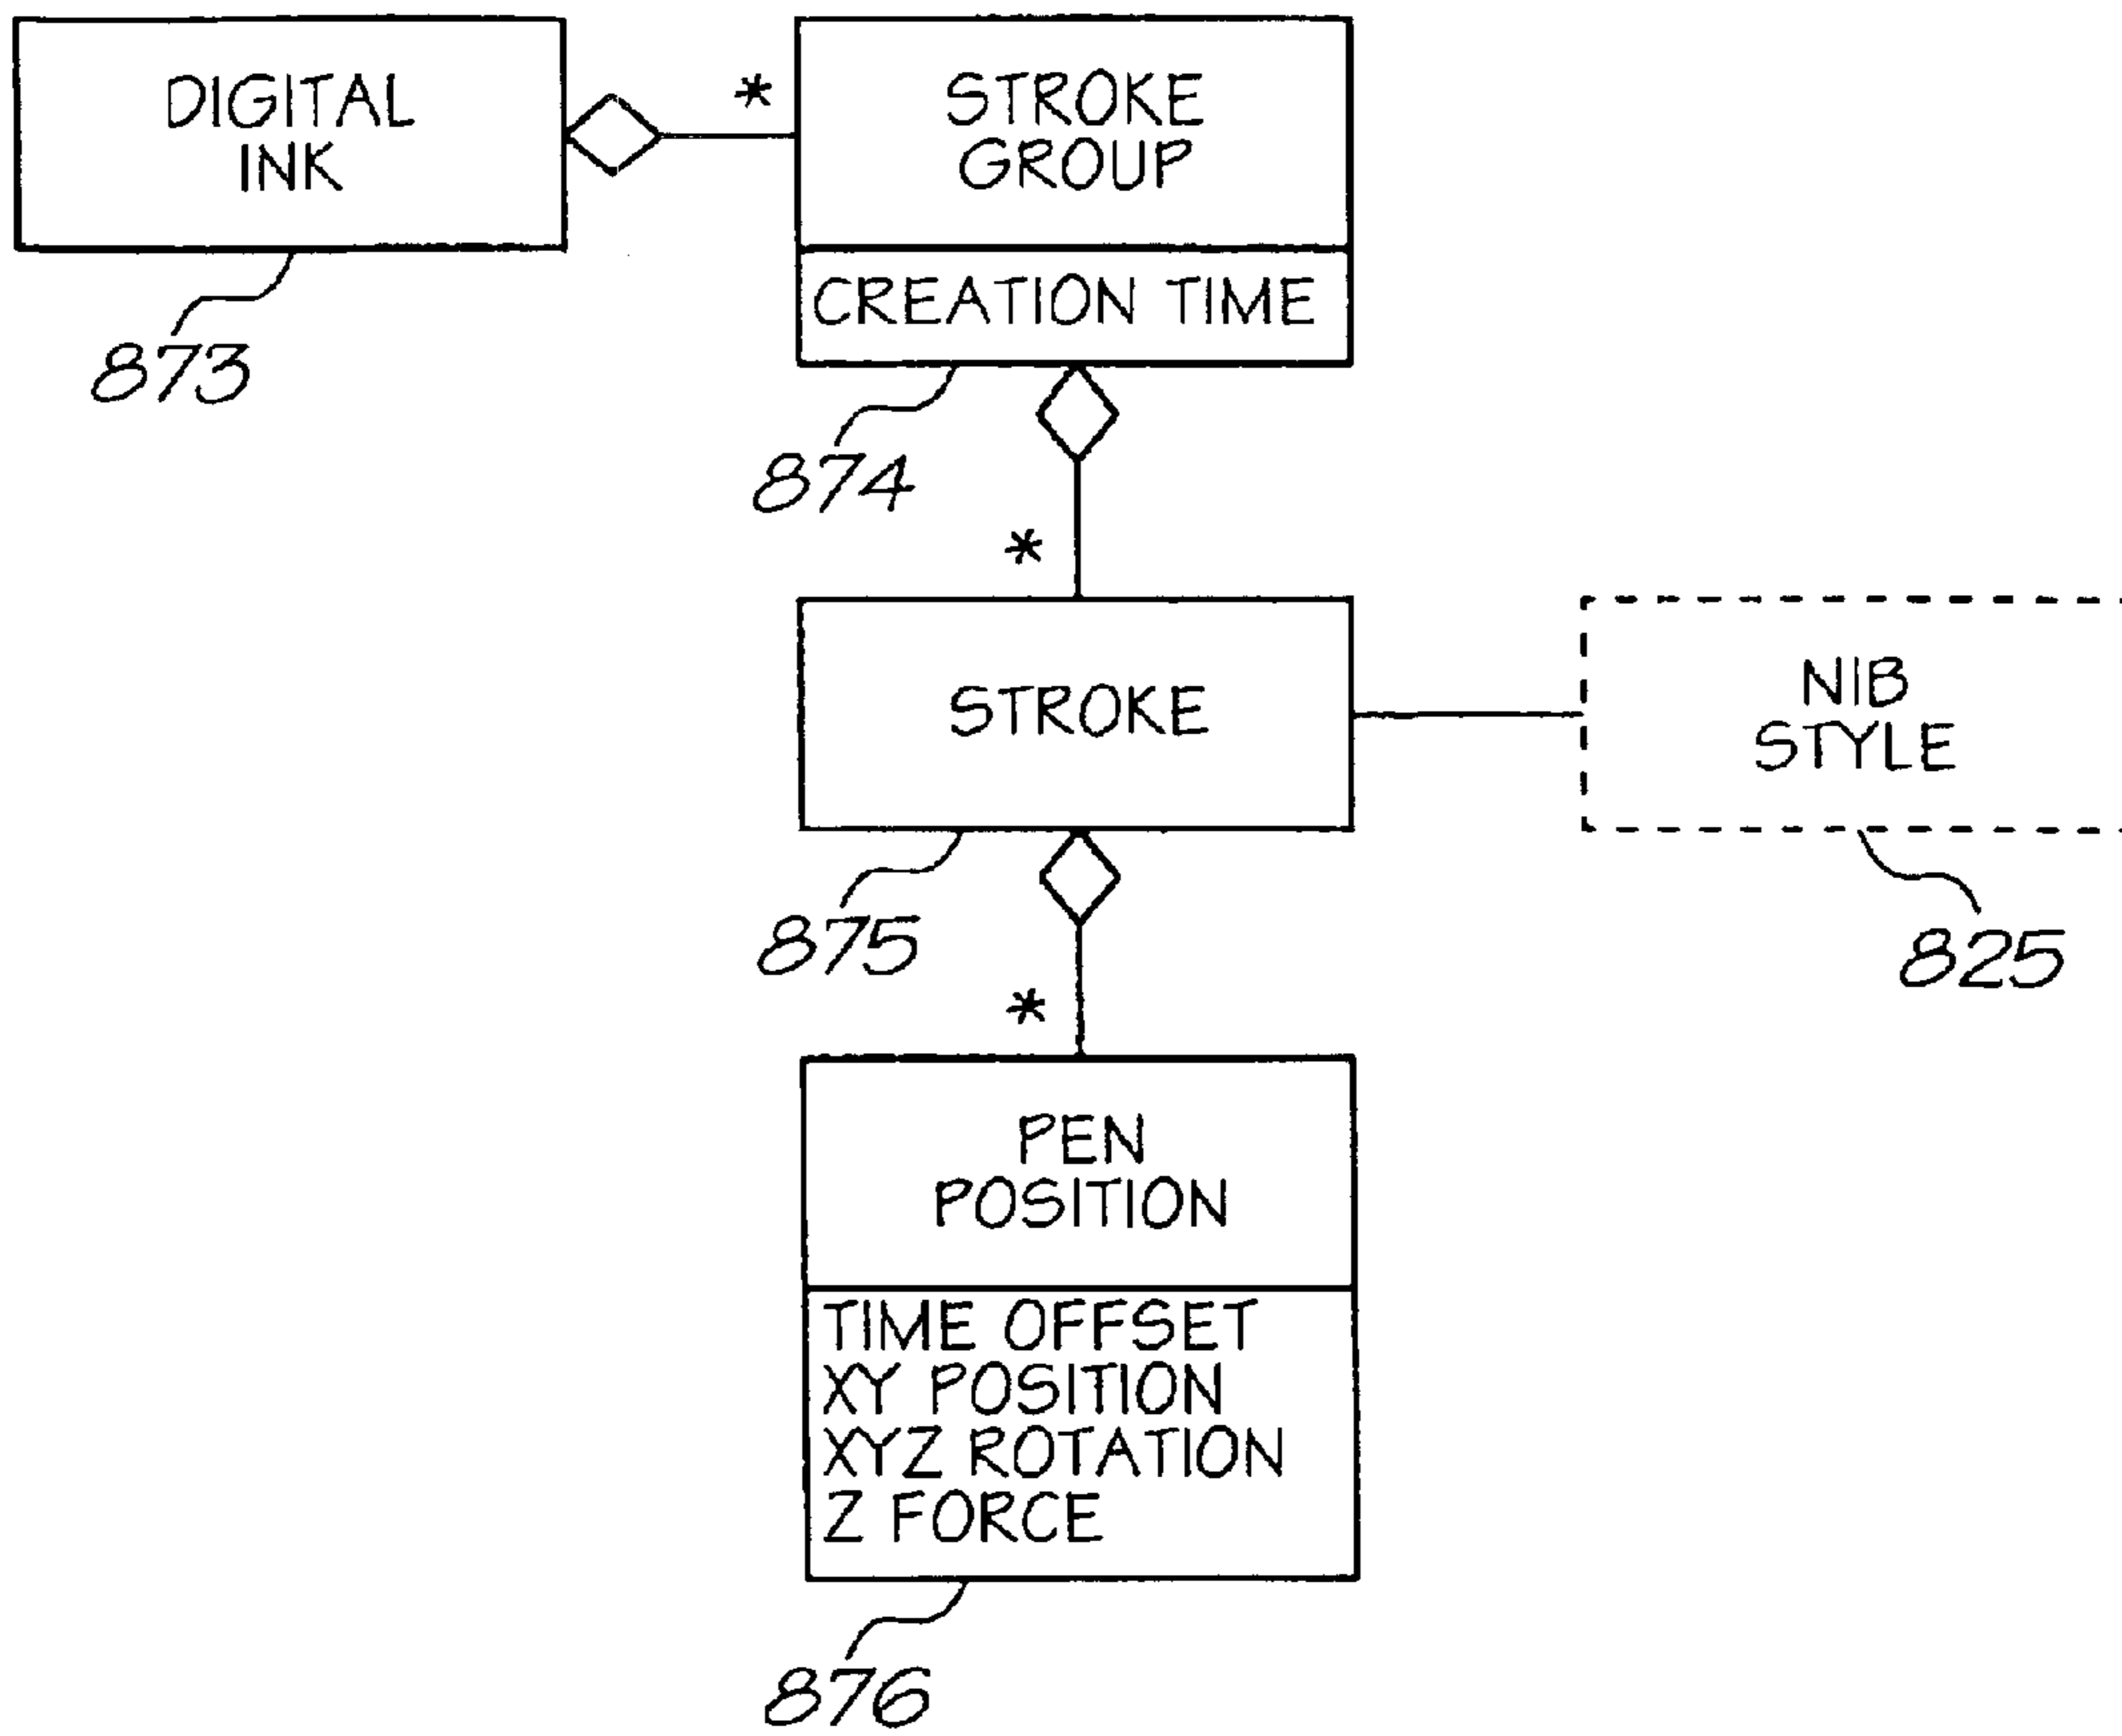 DIGITAL
INK
*
STROKE
GROUP
CREATION TIME
873
874
*
STROKE
NIB
STYLE
875
825
*
PEN
POSITION
TIME OFFSET
XY POSITION
XYZ ROTATION
Z FORCE
876